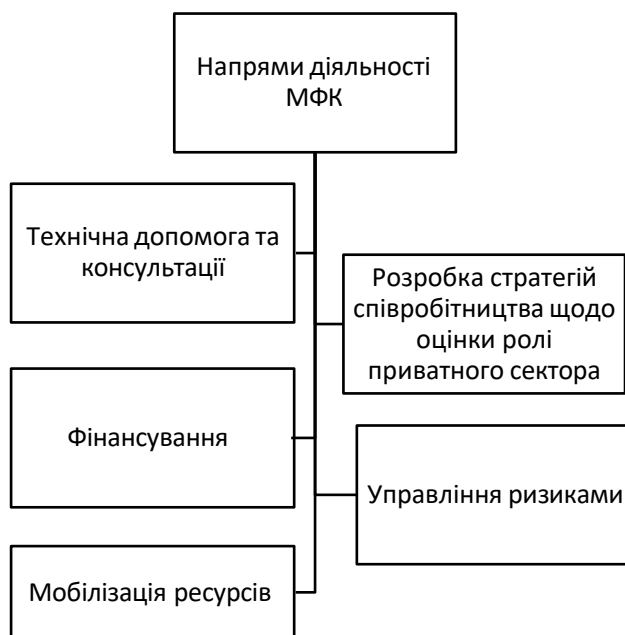 Напрями діяльності
МФК
Технічна допомога та
консультації
Розробка стратегій
співробітництва щодо
оцінки ролі
приватного сектора
Фінансування
Управління ризиками
Мобілізація ресурсів